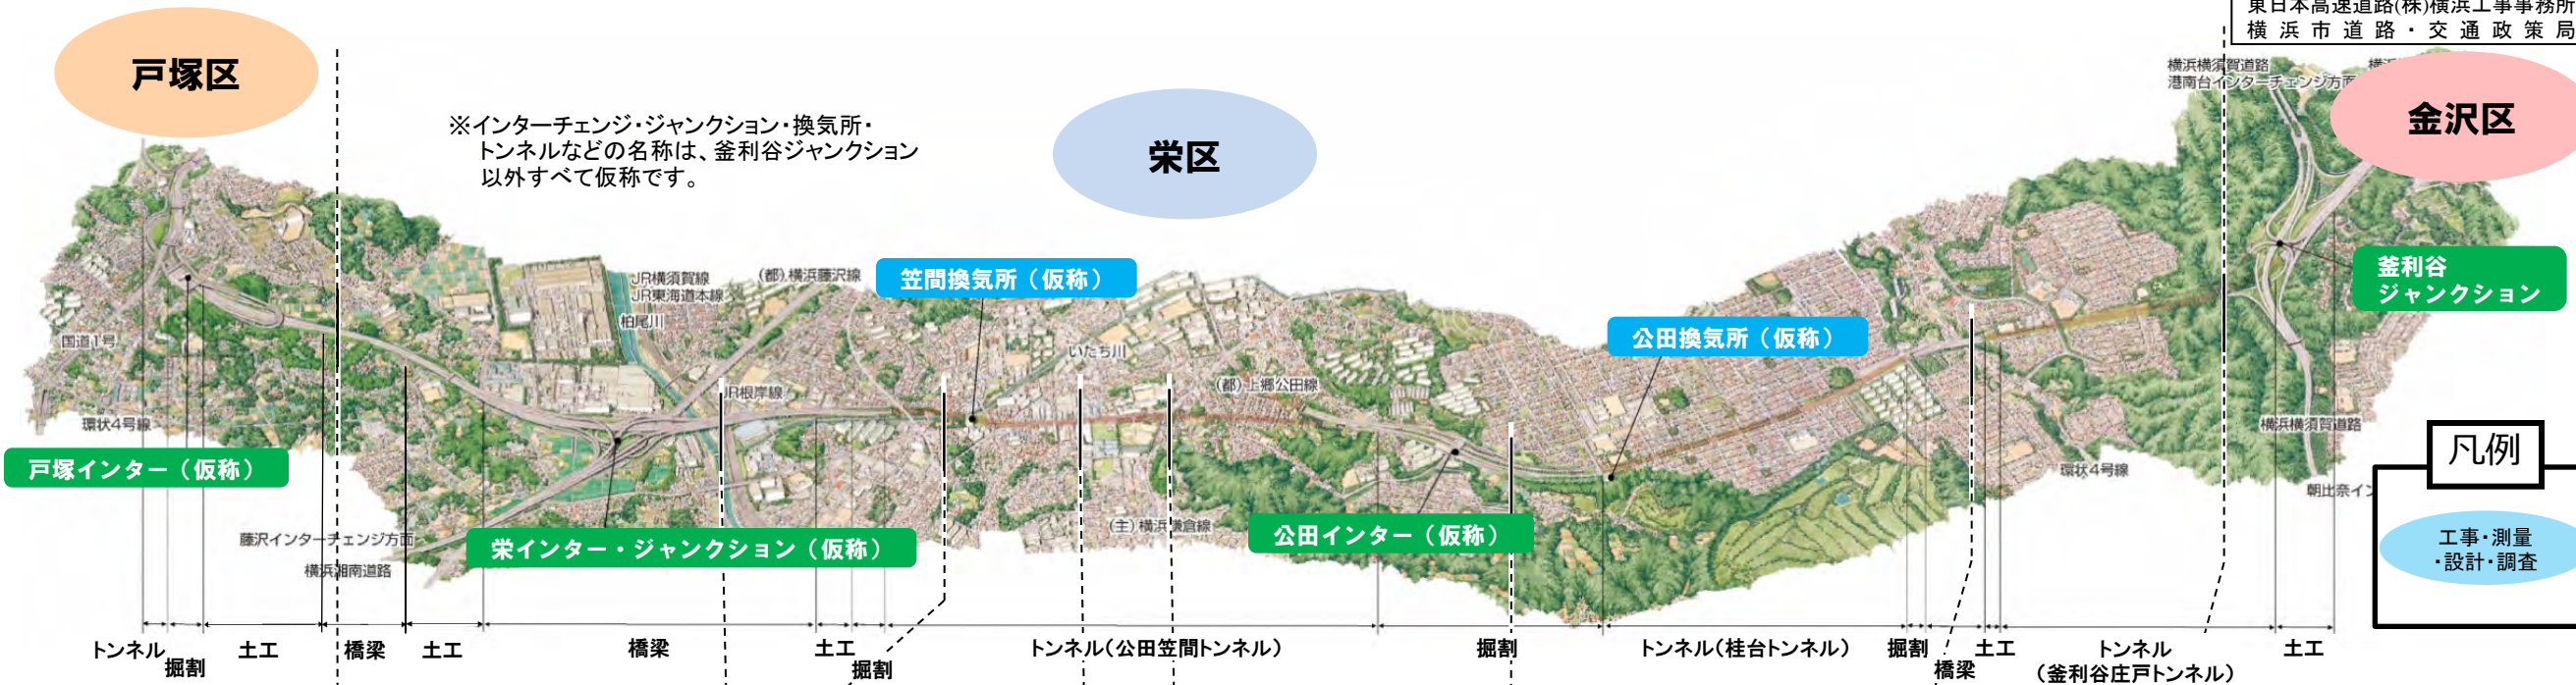 東日本高速道路(株)横浜工事事務所
横浜市道路・交通政策局
戸塚区
栄区
金沢区
※インターチェンジ・ジャンクション・換気所・
トンネルなどの名称は、釜利谷ジャンクション
以外すべて仮称です。
横浜横須賀道路
港南台インターチェンジ方面
JR横須賀線
JR東海道本線
(都)横浜藤沢線
笠間換気所（仮称）
柏尾川
国道1号
いたち川
公田換気所（仮称）
釜利谷
ジャンクション
JR根岸線
(都)上郷公田線
環状4号線
横浜横須賀道路
戸塚インター（仮称）
環状4号線
朝比奈イン
凡例
藤沢インターチェンジ方面
横浜湘南道路
栄インター・ジャンクション（仮称）
(主)横浜鎌倉線
公田インター（仮称）
工事・測量
・設計・調査
トンネル
掘割
土工
橋梁
土工
橋梁
土工
掘割
トンネル(公田笠間トンネル)
掘割
トンネル(桂台トンネル)
掘割
橋梁
土工
トンネル
(釜利谷庄戸トンネル)
土工